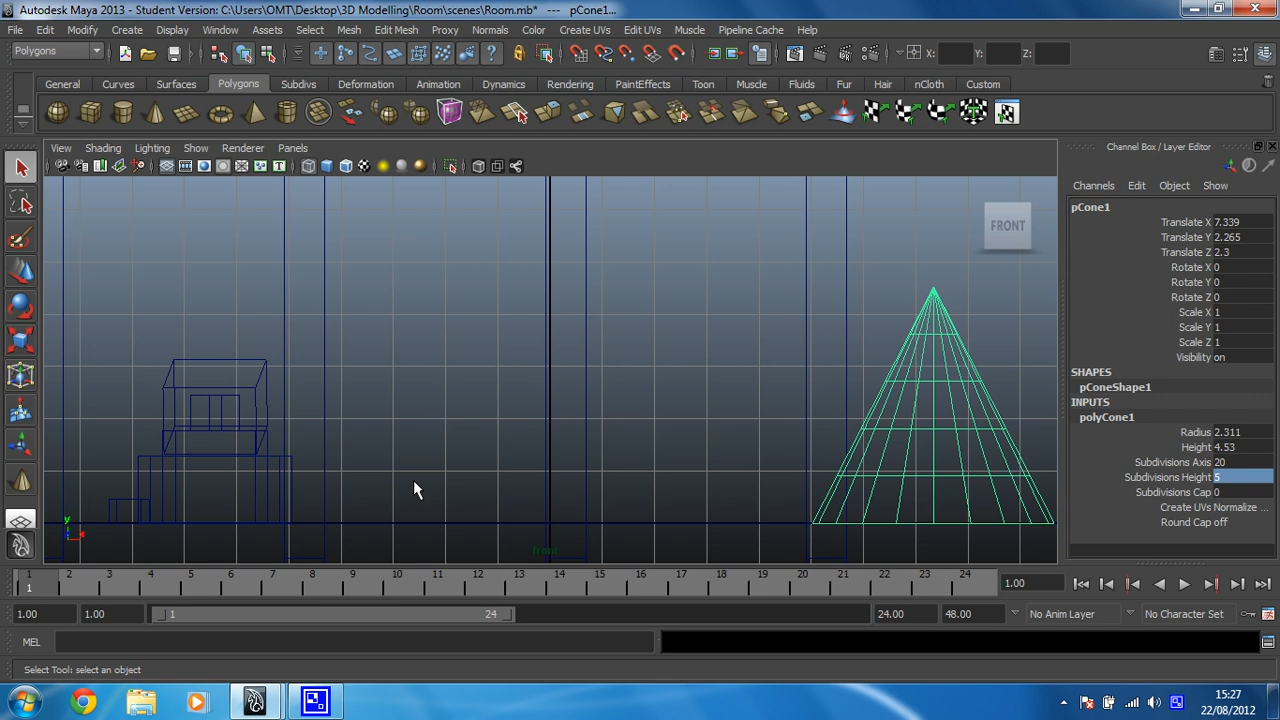 Autodesk Maya 2013 - Student Version: C:\Users\OMT\Desktop\3D Modelling\Room\scenes\Room.mb* --- pCone1...
File Edit Modify Create Display Window Assets Select Mesh Edit Mesh Proxy Normals Color Create UVs Edit UVs Muscle Pipeline Cache Help
Polygons X: Y: Z:
General Curves Surfaces Polygons Subdivs Deformation Animation Dynamics Rendering PaintEffects Toon Muscle Fluids Fur Hair nCloth Custom
View Shading Lighting Show Renderer Panels
Channel Box / Layer Editor
Channels Edit Object Show
pCone1
Translate X 7.339
Translate Y 2.265
Translate Z 2.3
Rotate X 0
Rotate Y 0
Rotate Z 0
Scale X 1
Scale Y 1
Scale Z 1
Visibility on
SHAPES
pConeShape1
INPUTS
polyCone1
Radius 2.311
Height 4.53
Subdivisions Axis 20
Subdivisions Height 5
Subdivisions Cap 0
Create UVs Normalize ...
Round Cap off
FRONT
y
x
front
1 2 3 4 5 6 7 8 9 10 11 12 13 14 15 16 17 18 19 20 21 22 23 24
1 1.00
1.00 1.00 1 24 24.00 48.00 No Anim Layer No Character Set
MEL
Select Tool: select an object
15:27
22/08/2012